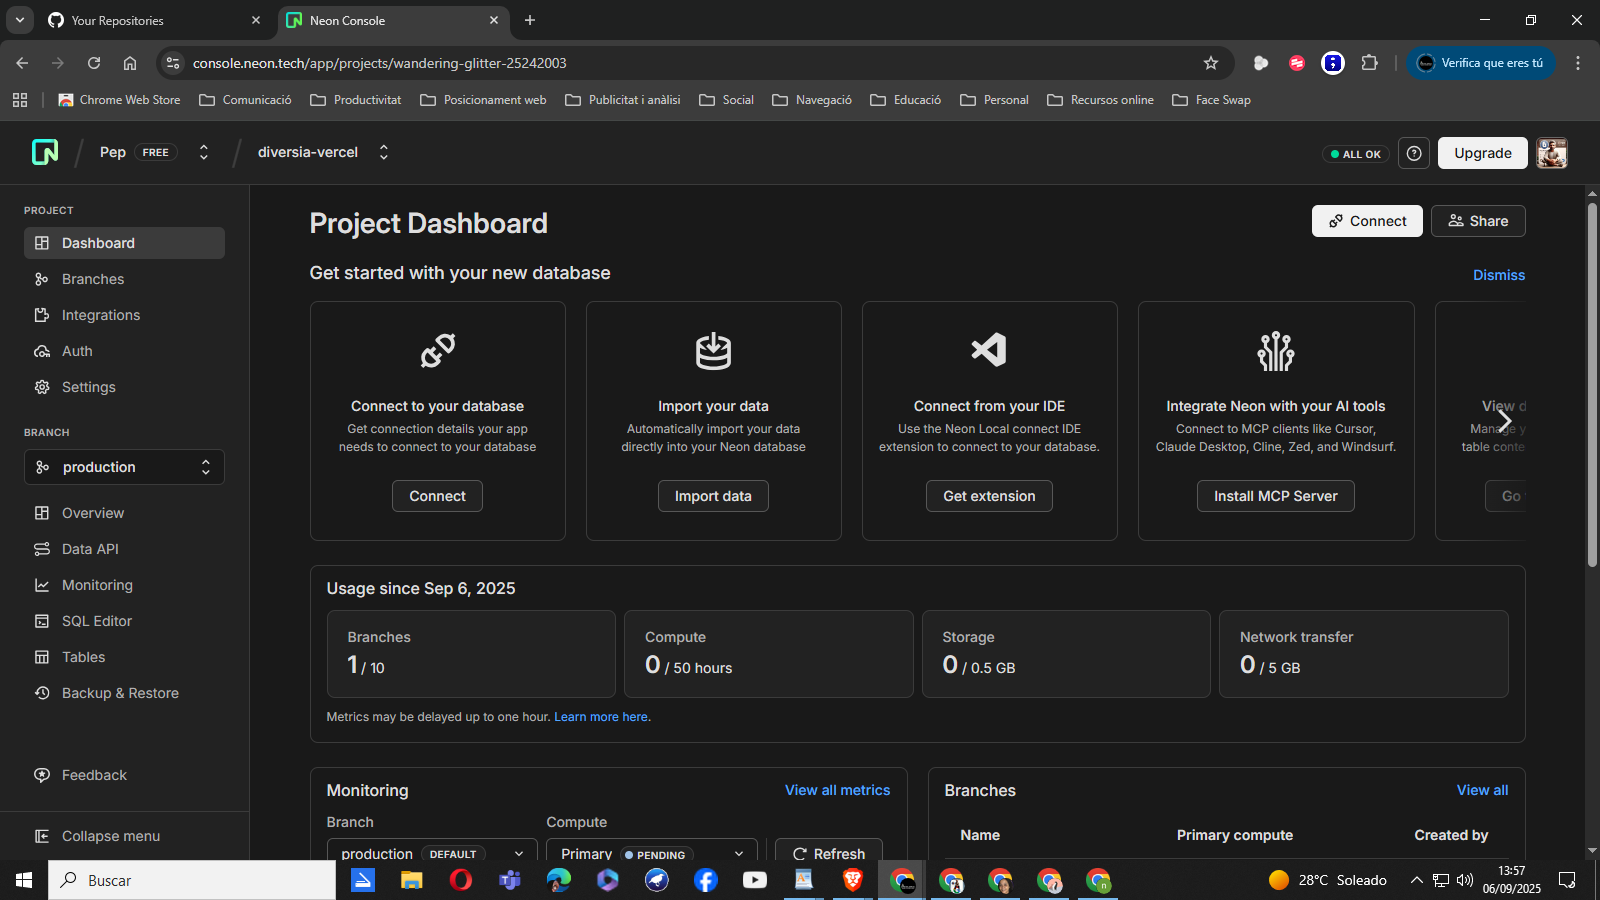 Your Repositories
Neon Console
console.neon.tech/app/projects/wandering-glitter-25242003
Verifica que eres tú
Chrome Web Store
Comunicació
Productivitat
Posicionament web
Publicitat i anàlisi
Social
Navegació
Educació
Personal
Recursos online
Face Swap
Pep FREE
diversia-vercel
ALL OK
Upgrade
PROJECT
Dashboard
Branches
Integrations
Auth
Settings
BRANCH
production
Overview
Data API
Monitoring
SQL Editor
Tables
Backup & Restore
Feedback
Collapse menu
Project Dashboard
Connect
Share
Get started with your new database
Dismiss
Connect to your database
Get connection details your app
needs to connect to your database
Connect
Import your data
Automatically import your data
directly into your Neon database
Import data
Connect from your IDE
Use the Neon Local connect IDE
extension to connect to your database.
Get extension
Integrate Neon with your AI tools
Connect to MCP clients like Cursor,
Claude Desktop, Cline, Zed, and Windsurf.
Install MCP Server
View d
Manage y
table conte
Go
Usage since Sep 6, 2025
Branches
1 / 10
Compute
0 / 50 hours
Storage
0 / 0.5 GB
Network transfer
0 / 5 GB
Metrics may be delayed up to one hour. Learn more here.
Monitoring
View all metrics
Branch
Compute
production DEFAULT
Primary PENDING
Refresh
Branches
View all
Name
Primary compute
Created by
Buscar
28°C Soleado
13:57
06/09/2025